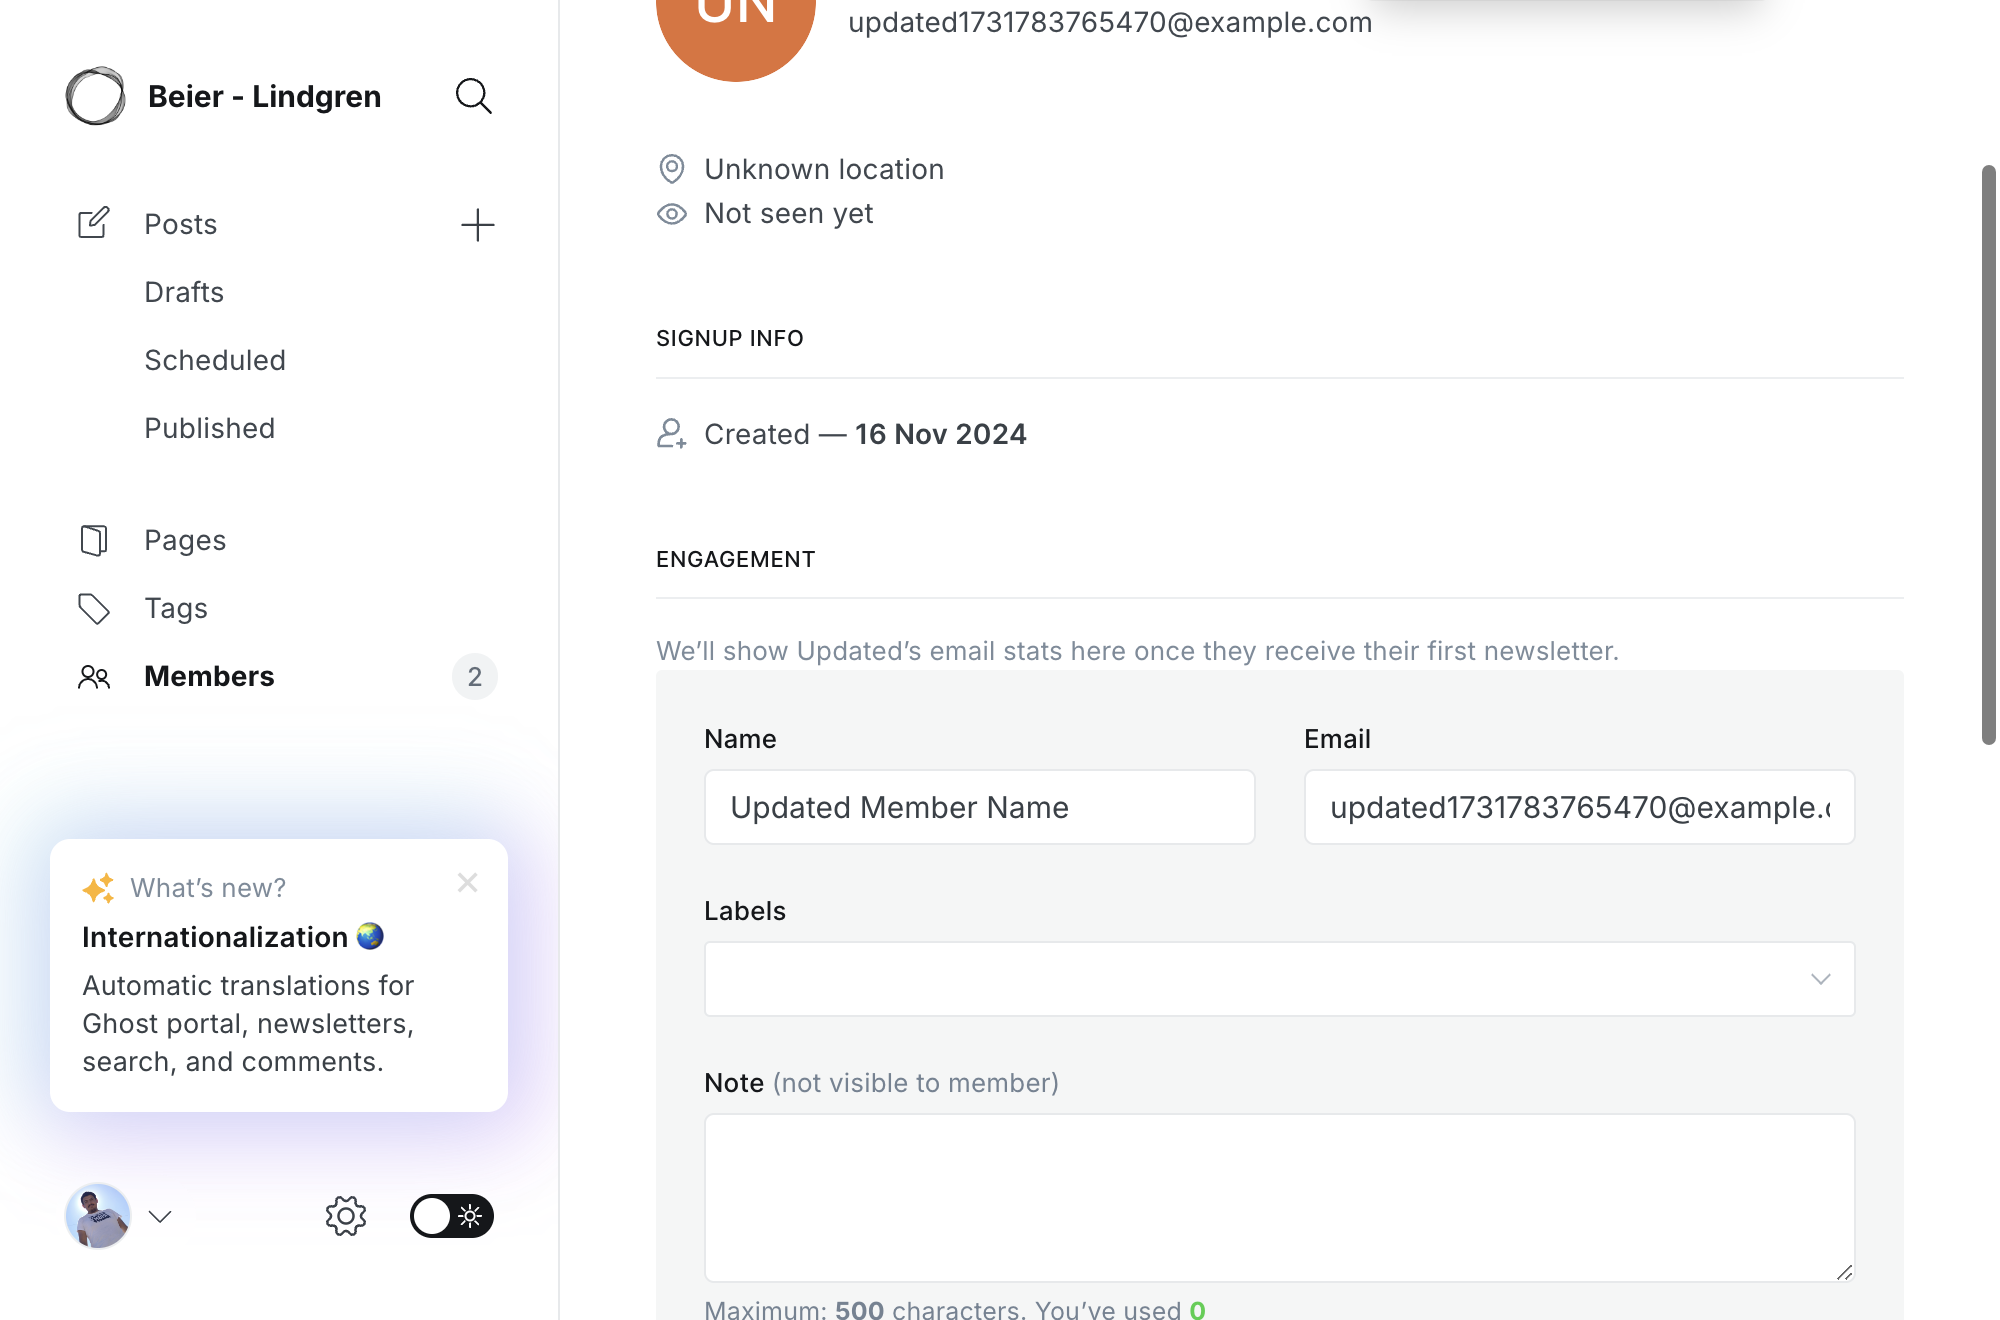 Beier - Lindgren
Posts
Drafts
Scheduled
Published
Pages
Tags
Members 2
What’s new?
Internationalization 🌏
Automatic translations for
Ghost portal, newsletters,
search, and comments.
UN
updated1731783765470@example.com
Unknown location
Not seen yet
SIGNUP INFO
Created — 16 Nov 2024
ENGAGEMENT
We’ll show Updated’s email stats here once they receive their first newsletter.
Name
Updated Member Name
Email
updated1731783765470@example.c
Labels
Note (not visible to member)
Maximum: 500 characters. You’ve used 0